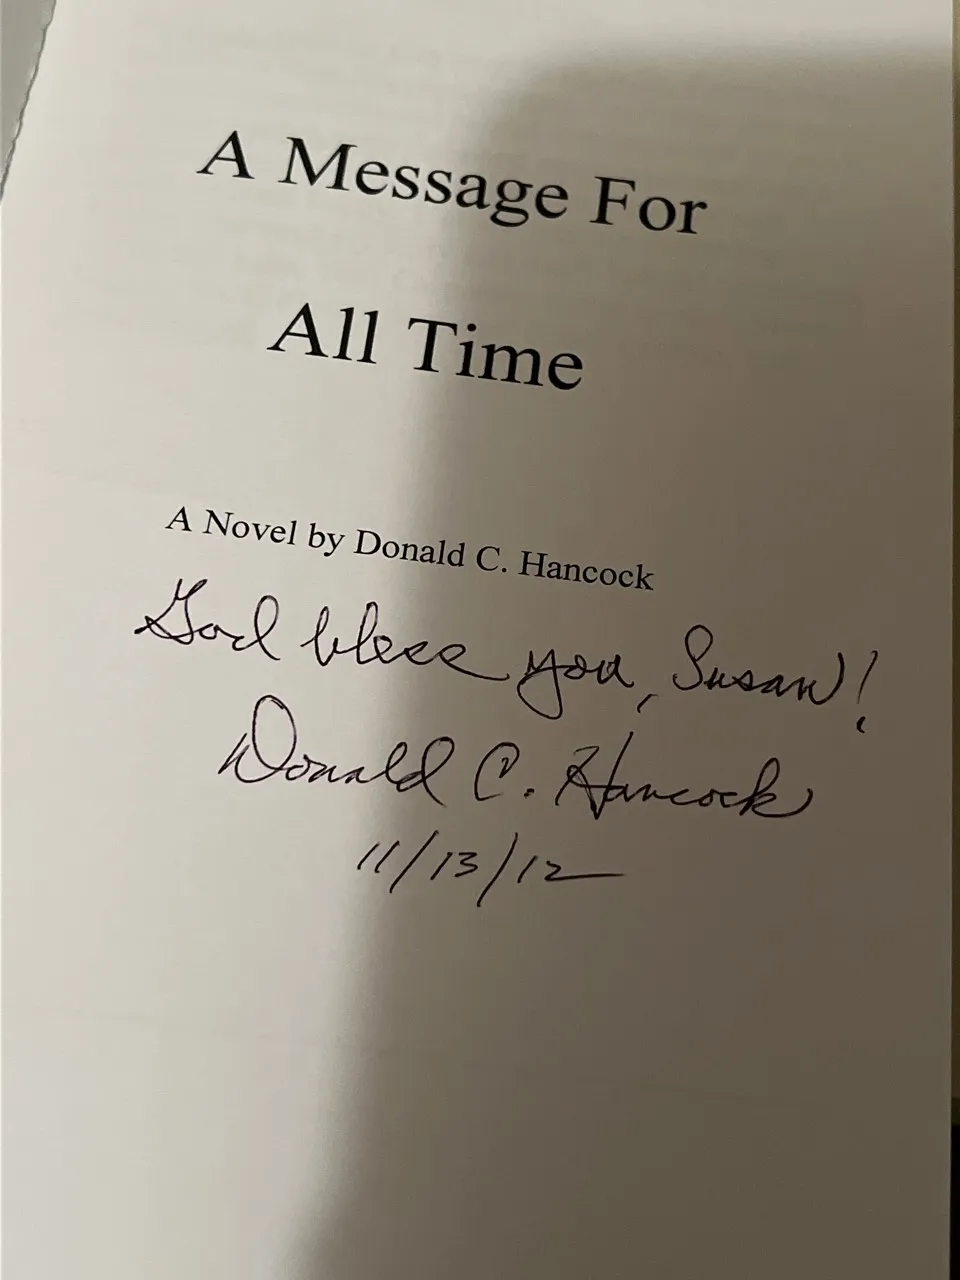 A Message For
All Time
A Novel by Donald C. Hancock
God bless you, Susan!
Donald C. Hancock
11/13/12